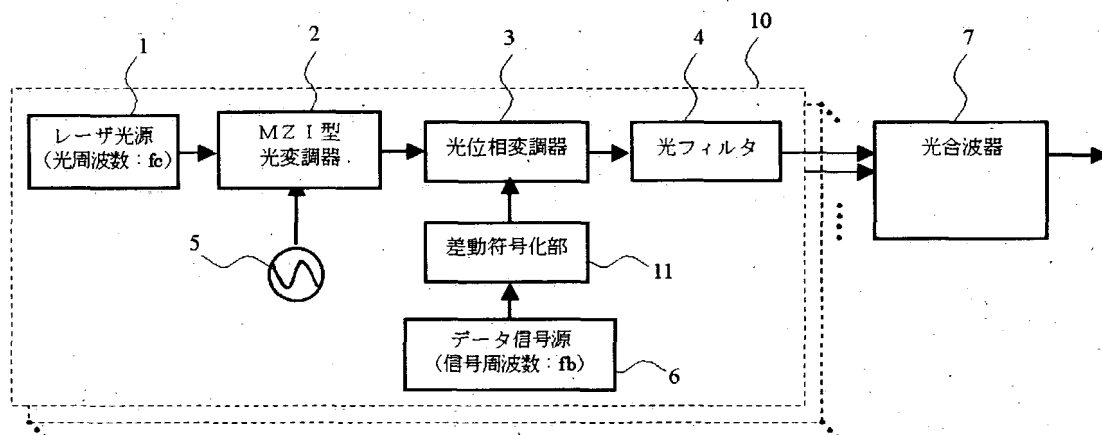 1
2
3
4
10
7
レーザ光源
(光周波数：fc)
ＭＺＩ型
光変調器
光位相変調器
光フィルタ
光合波器
5
差動符号化部
11
データ信号源
(信号周波数：fb)
6